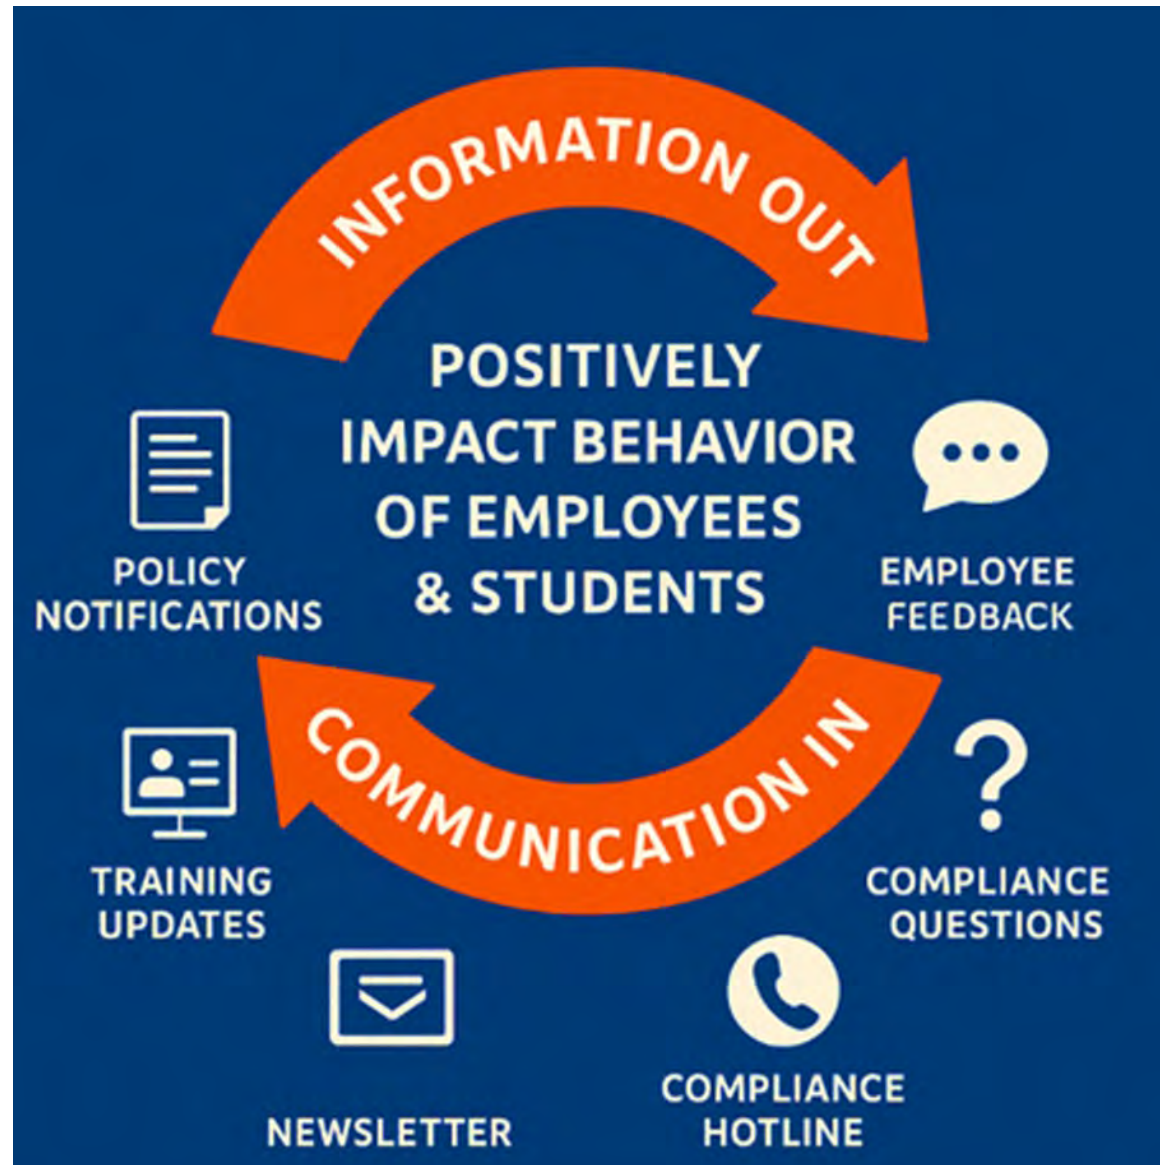 INFORMATION OUT
POSITIVELY
IMPACT BEHAVIOR
OF EMPLOYEES
& STUDENTS
POLICY
NOTIFICATIONS
EMPLOYEE
FEEDBACK
COMMUNICATION IN
TRAINING
UPDATES
COMPLIANCE
QUESTIONS
NEWSLETTER
COMPLIANCE
HOTLINE